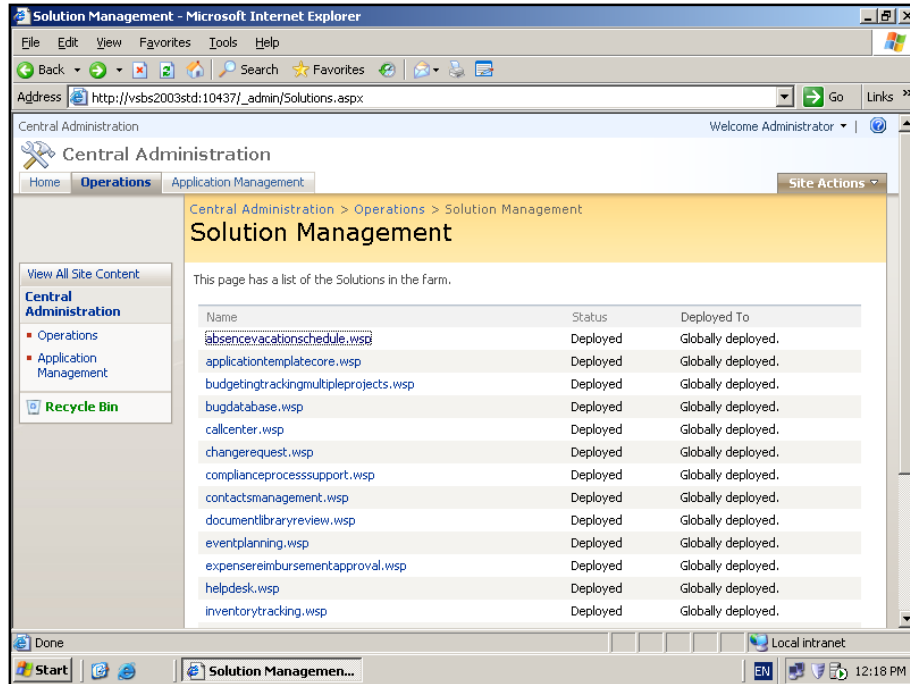 Solution Management - Microsoft Internet Explorer
File Edit View Favorites Tools Help
Back Search Favorites
Address http://vsbs2003std:10437/_admin/Solutions.aspx Go Links »
Central Administration Welcome Administrator |
Central Administration
Home Operations Application Management Site Actions
Central Administration > Operations > Solution Management
Solution Management
View All Site Content
Central
Administration
Operations
Application
Management
Recycle Bin
This page has a list of the Solutions in the farm.
Name Status Deployed To
absencevacationschedule.wsp Deployed Globally deployed.
applicationtemplatecore.wsp Deployed Globally deployed.
budgetingtrackingmultipleprojects.wsp Deployed Globally deployed.
bugdatabase.wsp Deployed Globally deployed.
callcenter.wsp Deployed Globally deployed.
changerequest.wsp Deployed Globally deployed.
complianceprocesssupport.wsp Deployed Globally deployed.
contactsmanagement.wsp Deployed Globally deployed.
documentlibraryreview.wsp Deployed Globally deployed.
eventplanning.wsp Deployed Globally deployed.
expensereimbursementapproval.wsp Deployed Globally deployed.
helpdesk.wsp Deployed Globally deployed.
inventorytracking.wsp Deployed Globally deployed.
Done Local intranet
Start Solution Managemen... EN 12:18 PM